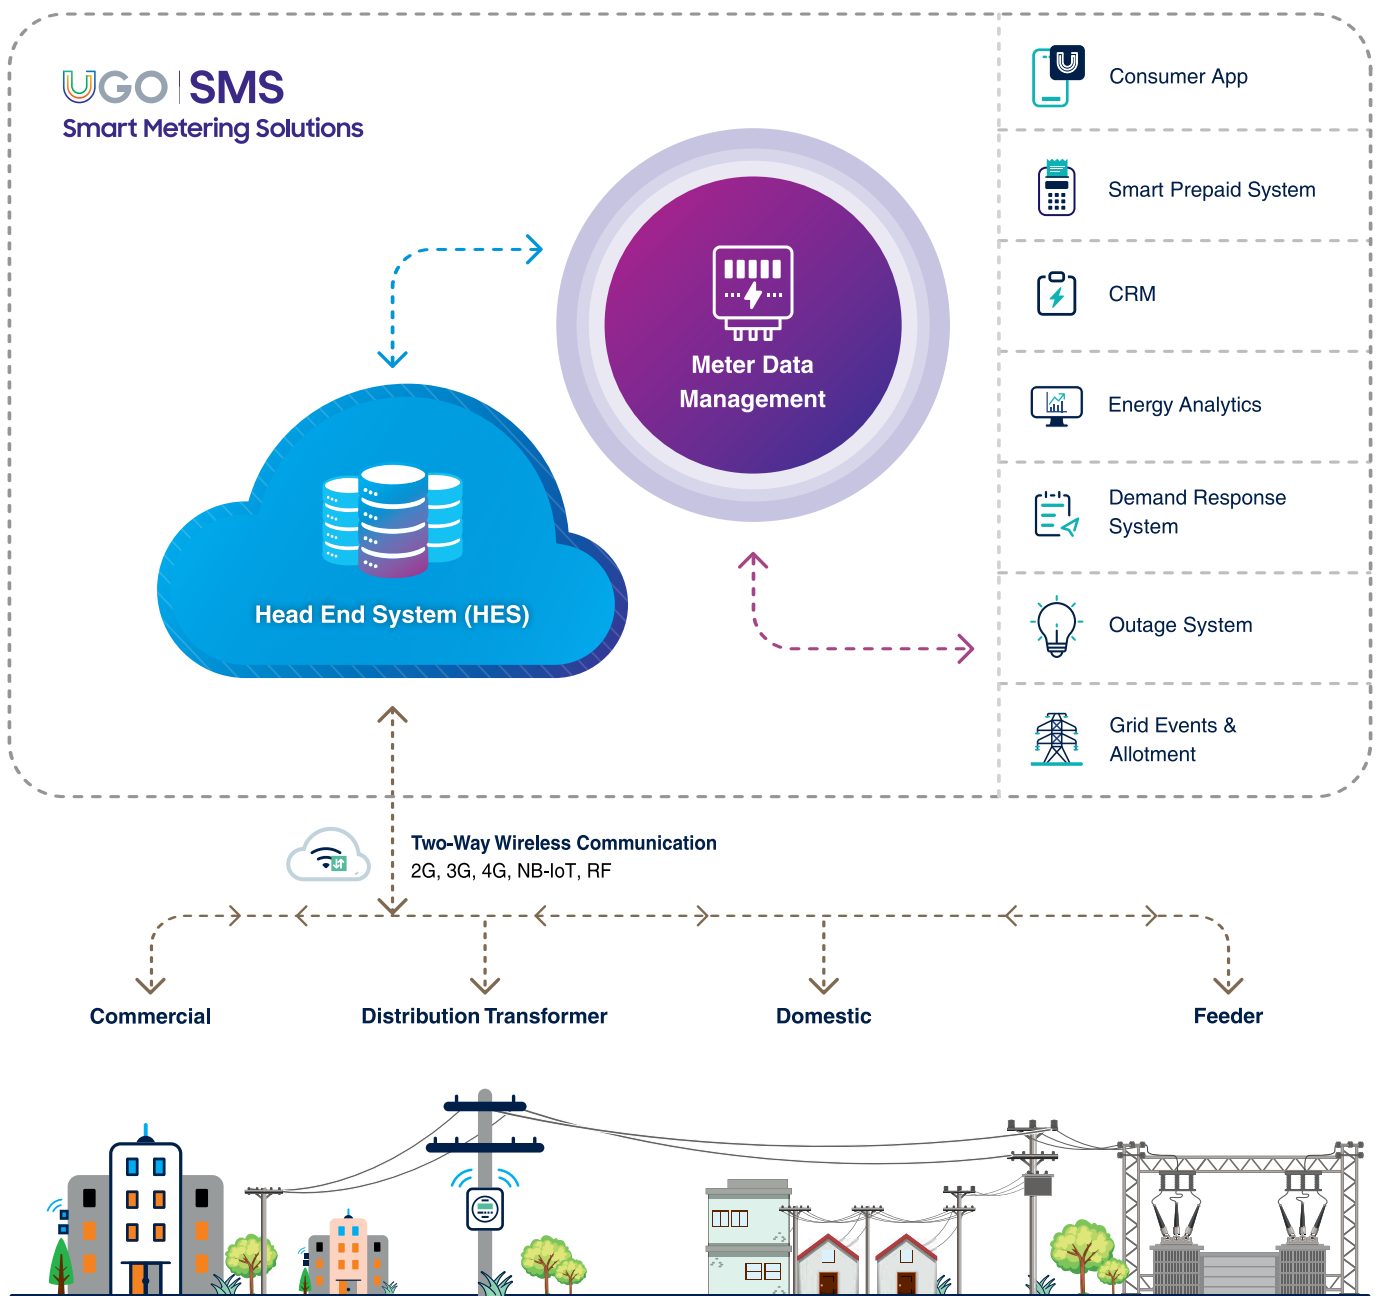 UGO | SMS
Smart Metering Solutions
Consumer App
Smart Prepaid System
CRM
Energy Analytics
Demand Response
System
Outage System
Grid Events &
Allotment
Meter Data
Management
Head End System (HES)
Two-Way Wireless Communication
2G, 3G, 4G, NB-IoT, RF
Commercial
Distribution Transformer
Domestic
Feeder